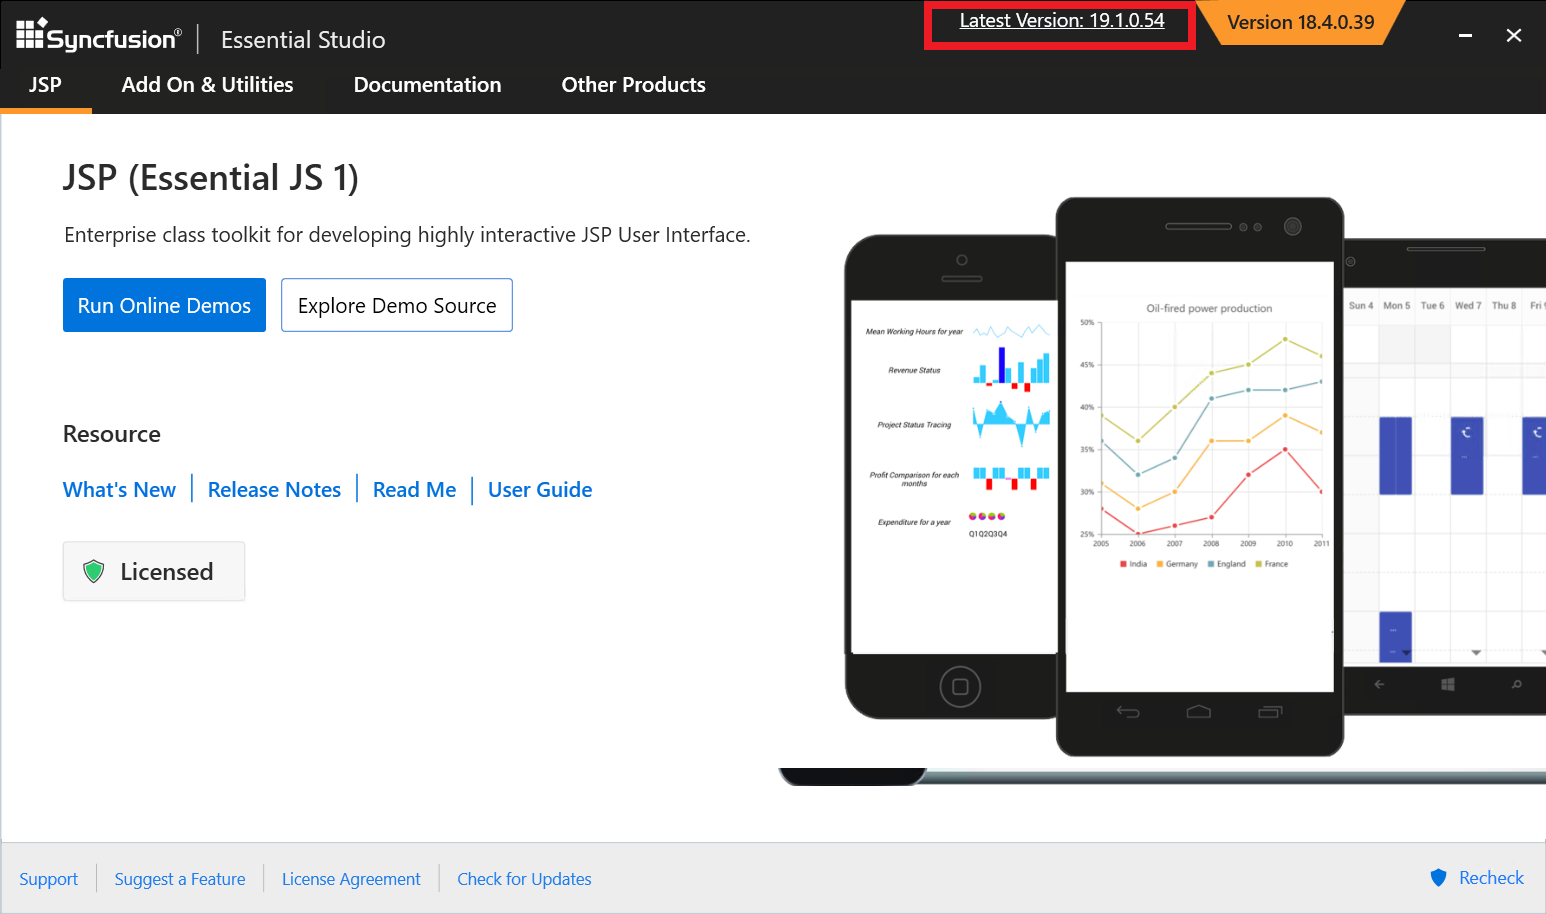 Syncfusion® Essential Studio
Latest Version: 19.1.0.54
Version 18.4.0.39
JSP Add On & Utilities Documentation Other Products
JSP (Essential JS 1)
Enterprise class toolkit for developing highly interactive JSP User Interface.
Run Online Demos Explore Demo Source
Resource
What's New Release Notes Read Me User Guide
Licensed
Mean Working Hours for year
Revenue Status
Project Status Tracing
Profit Comparison for each
months
Expenditure for a year
Q1Q2Q3Q4
Oil-fired power production
50%
45%
40%
35%
30%
25%
2005 2006 2007 2008 2009 2010 2011
India Germany England France
Sun 4 Mon 5 Tue 6 Wed 7 Thu 8 Fri
Support Suggest a Feature License Agreement Check for Updates
Recheck